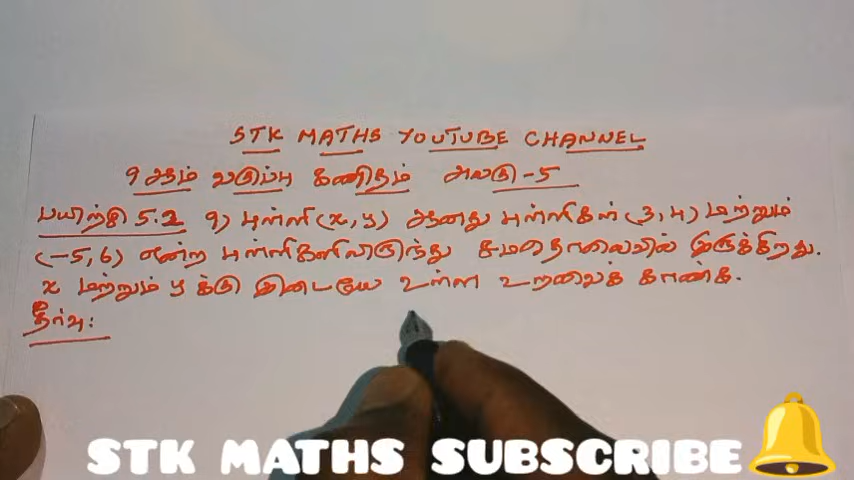 STK MATHS YOUTUBE CHANNEL
9 ஆம் வகுப்பு கணிதம் அலகு -5
பயிற்சி 5.2 9) புள்ளி (x, y) ஆனது புள்ளிகள் (3,4) மற்றும்
(-5,6) என்ற புள்ளிகளிலிருந்து சமதொலைவில் இருக்கிறது.
x மற்றும் y க்கு இடையே உள்ள உறவைக் காண்க.
தீர்வு:
STK MATHS SUBSCRIBE